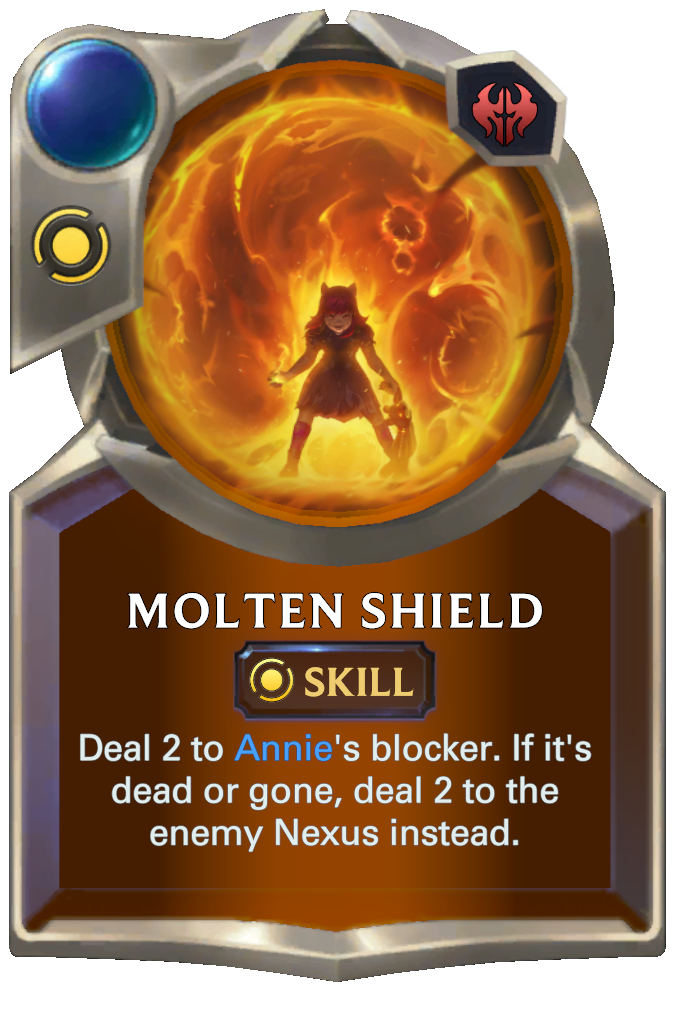 MOLTEN SHIELD
SKILL
Deal 2 to Annie's blocker. If it's
dead or gone, deal 2 to the
enemy Nexus instead.